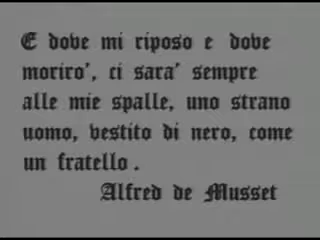 E dove mi riposo e dove
moriro', ci sara' sempre
alle mie spalle, uno strano
uomo, vestito di nero, come
un fratello.
Alfred de Musset